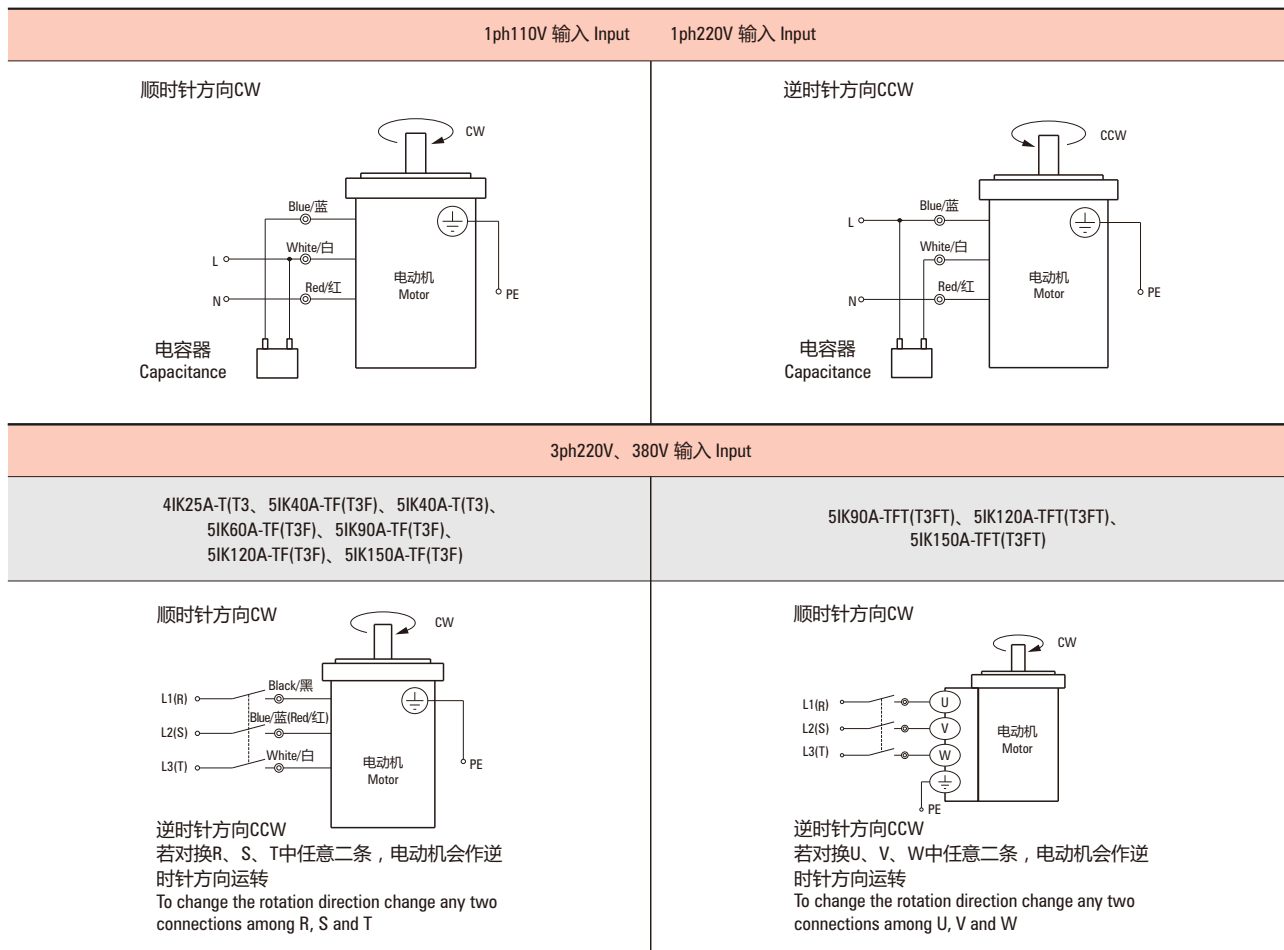 1ph110V 输入 Input 1ph220V 输入 Input
顺时针方向CW
CW
Blue/蓝
White/白
L
Red/红
N
电动机
Motor
PE
电容器
Capacitance
逆时针方向CCW
CCW
Blue/蓝
L
White/白
Red/红
N
电动机
Motor
PE
电容器
Capacitance
3ph220V、380V 输入 Input
4IK25A-T(T3、5IK40A-TF(T3F)、5IK40A-T(T3)、
5IK60A-TF(T3F)、5IK90A-TF(T3F)、
5IK120A-TF(T3F)、5IK150A-TF(T3F)
5IK90A-TFT(T3FT)、5IK120A-TFT(T3FT)、
5IK150A-TFT(T3FT)
顺时针方向CW
CW
L1(R)
Black/黑
L2(S)
Blue/蓝(Red/红)
L3(T)
White/白
电动机
Motor
PE
逆时针方向CCW
若对换R、S、T中任意二条,电动机会作逆
时针方向运转
To change the rotation direction change any two
connections among R, S and T
顺时针方向CW
CW
L1(R)
U
L2(S)
V
L3(T)
W
电动机
Motor
PE
逆时针方向CCW
若对换U、V、W中任意二条,电动机会作逆
时针方向运转
To change the rotation direction change any two
connections among U, V and W